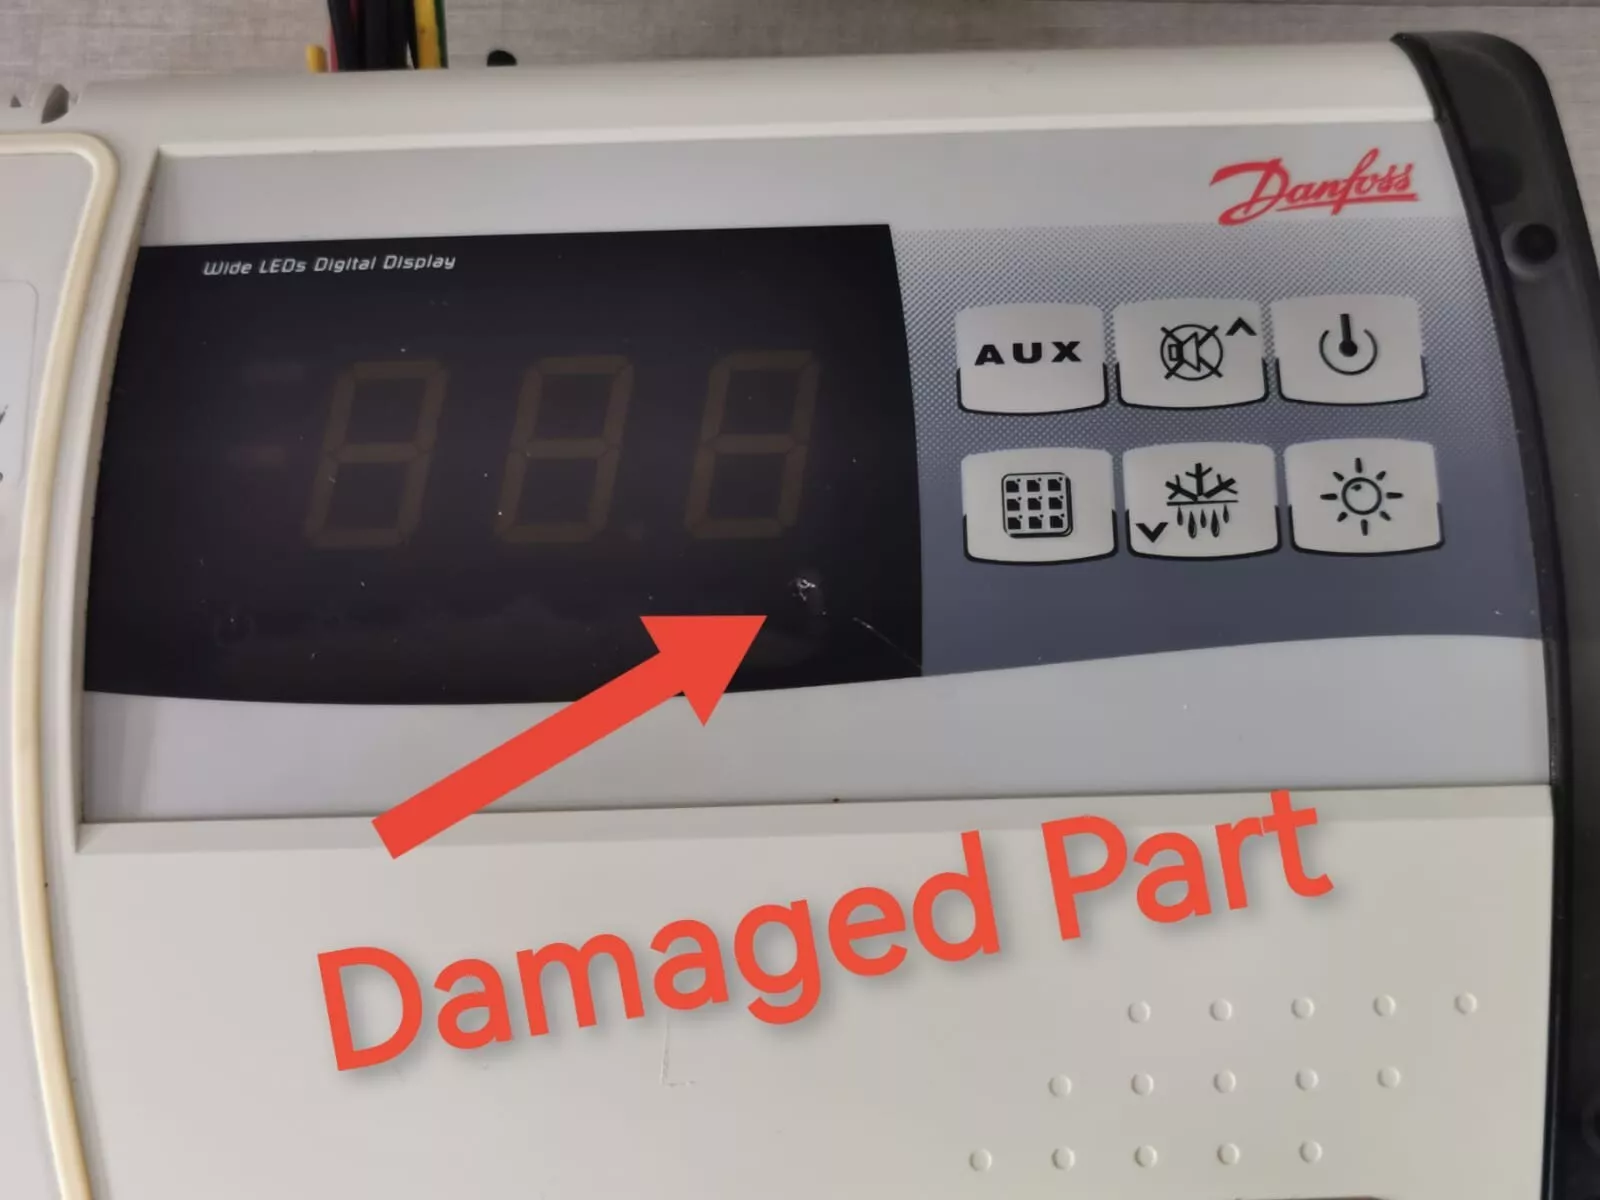 Danfoss
Wide LEDs Digital Display
AUX
Damaged Part